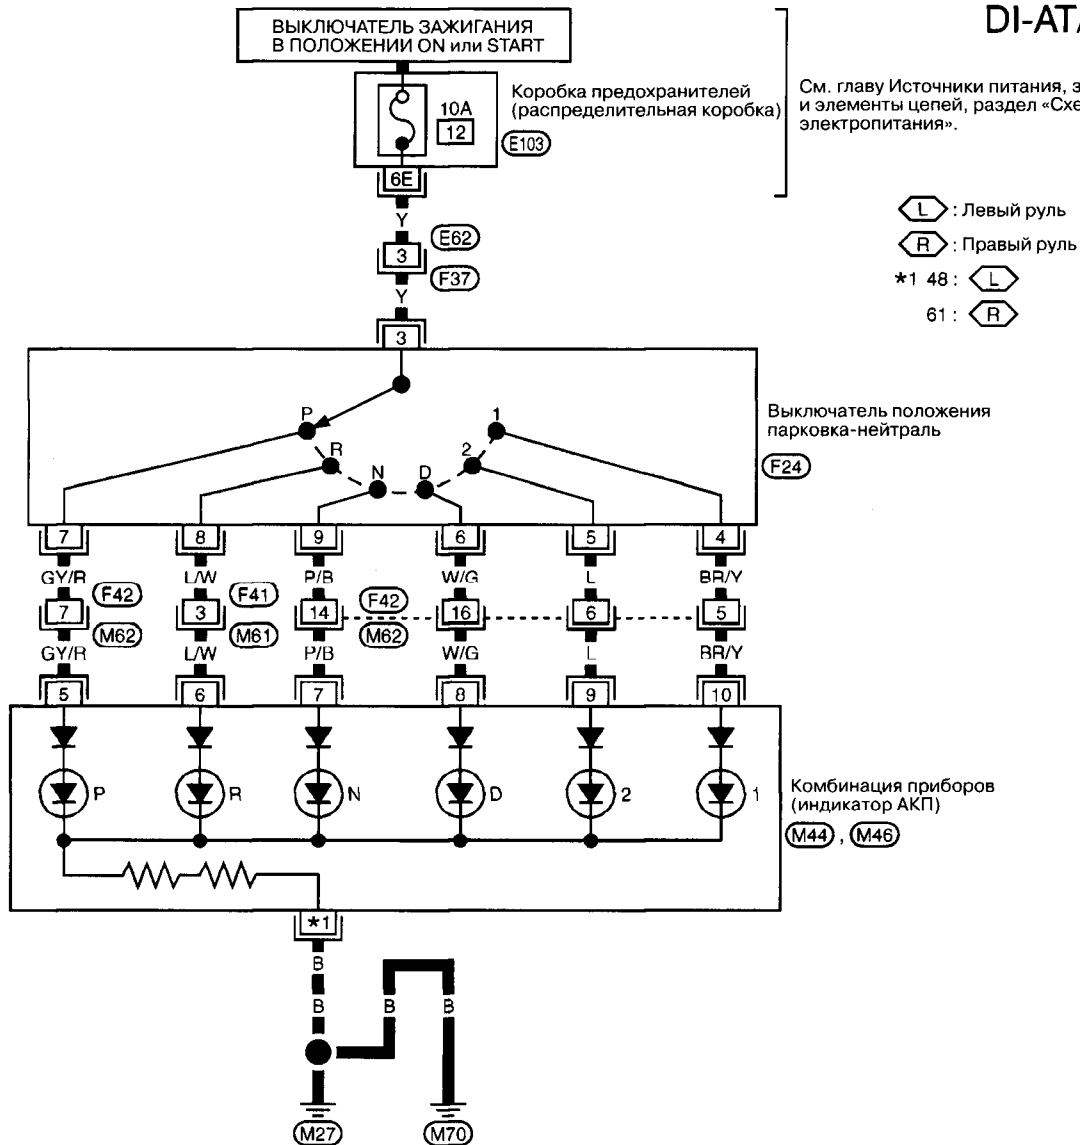 DI-AT/
ВЫКЛЮЧАТЕЛЬ ЗАЖИГАНИЯ
В ПОЛОЖЕНИИ ON или START
Коробка предохранителей
(распределительная коробка)
10A
12
E103
См. главу Источники питания, з
и элементы цепей, раздел «Схе
электропитания».
6E
Y
E62
3
F37
Y
3
L : Левый руль
R : Правый руль
*1 48 : L
61 : R
P
R
N
D
2
1
Выключатель положения
парковка-нейтраль
F24
7 8 9 6 5 4
GY/R L/W P/B W/G L BR/Y
F42 F41 F42
7 3 14 16 6 5
M62 M61 M62
GY/R L/W P/B W/G L BR/Y
5 6 7 8 9 10
P R N D 2 1
Комбинация приборов
(индикатор АКП)
M44 , M46
*1
B
B B B
M27 M70